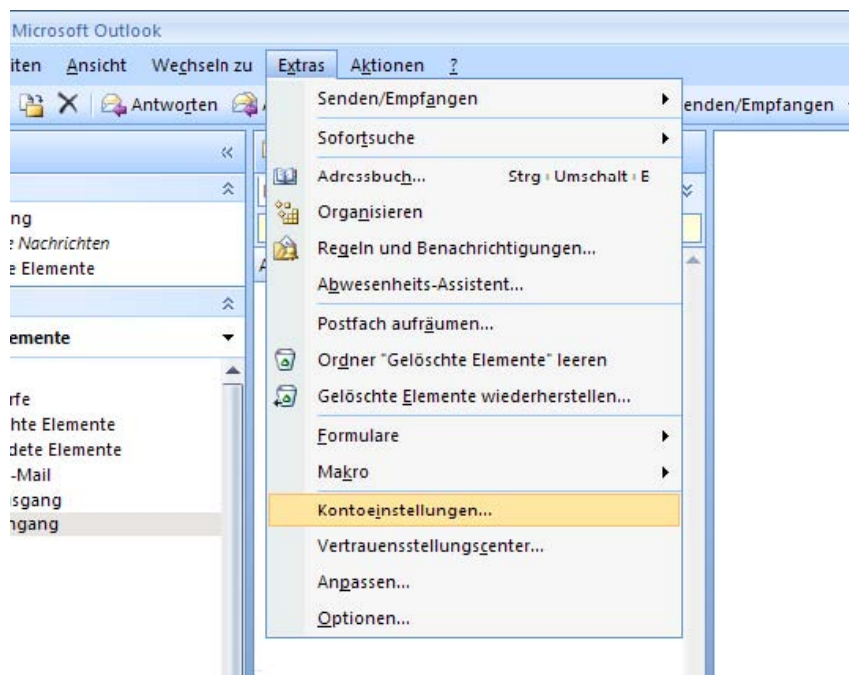 Microsoft Outlook
iten Ansicht Wechseln zu Extras Aktionen ?
Antworten A enden/Empfangen
Senden/Empfangen
Sofortsuche
Adressbuch... Strg+Umschalt+E
Organisieren
Regeln und Benachrichtigungen...
Abwesenheits-Assistent...
Postfach aufräumen...
Ordner "Gelöschte Elemente" leeren
Gelöschte Elemente wiederherstellen...
Formulare
Makro
Kontoeinstellungen...
Vertrauensstellungscenter...
Anpassen...
Optionen...
ng
e Nachrichten
e Elemente
emente
rfe
hte Elemente
dete Elemente
-Mail
sgang
ngang